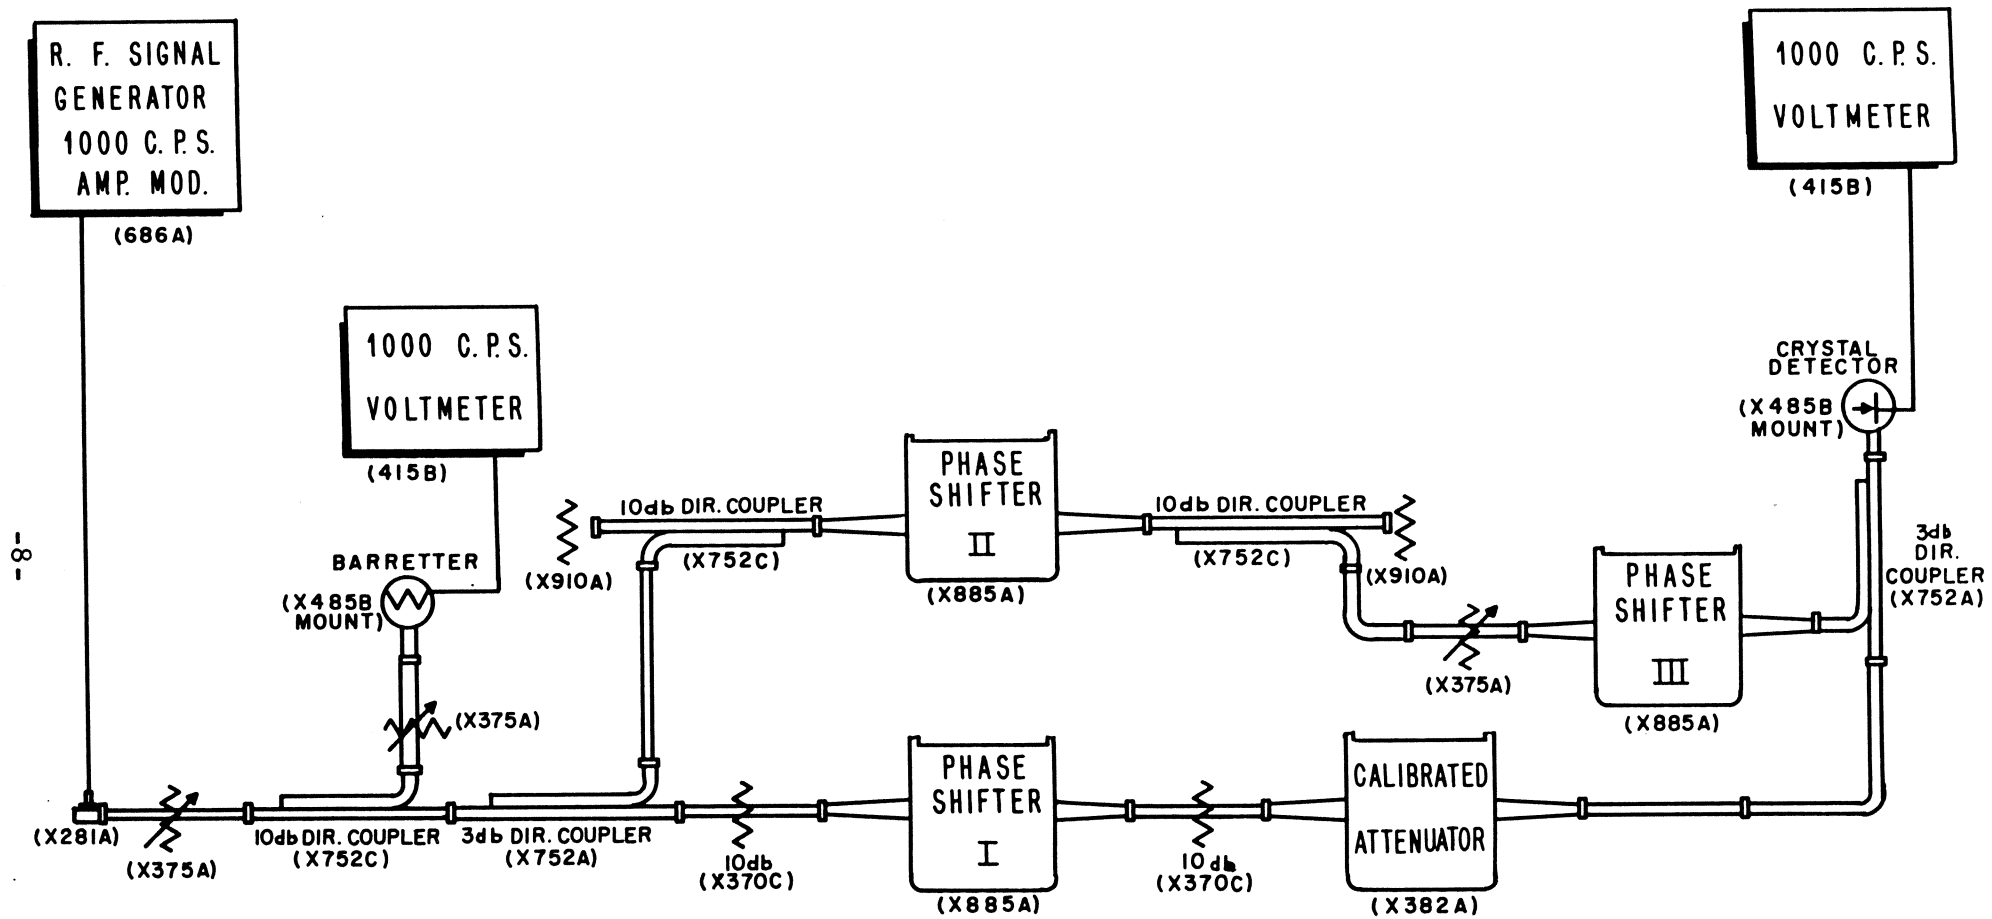 R. F. SIGNAL
GENERATOR
1000 C.P.S.
AMP. MOD.
(686A)
1000 C.P.S.
VOLTMETER
(415B)
1000 C.P.S.
VOLTMETER
(415B)
CRYSTAL
DETECTOR
(X485B
MOUNT)
-8-
BARRETTER
(X485B
MOUNT)
(X375A)
(X910A)
10db DIR. COUPLER
(X752C)
PHASE
SHIFTER
II
(X885A)
10db DIR. COUPLER
(X752C)
(X910A)
(X375A)
PHASE
SHIFTER
III
(X885A)
3db
DIR.
COUPLER
(X752A)
(X281A)
(X375A)
10db DIR. COUPLER
(X752C)
3db DIR. COUPLER
(X752A)
10db
(X370C)
PHASE
SHIFTER
I
(X885A)
10db
(X370C)
CALIBRATED
ATTENUATOR
(X382A)